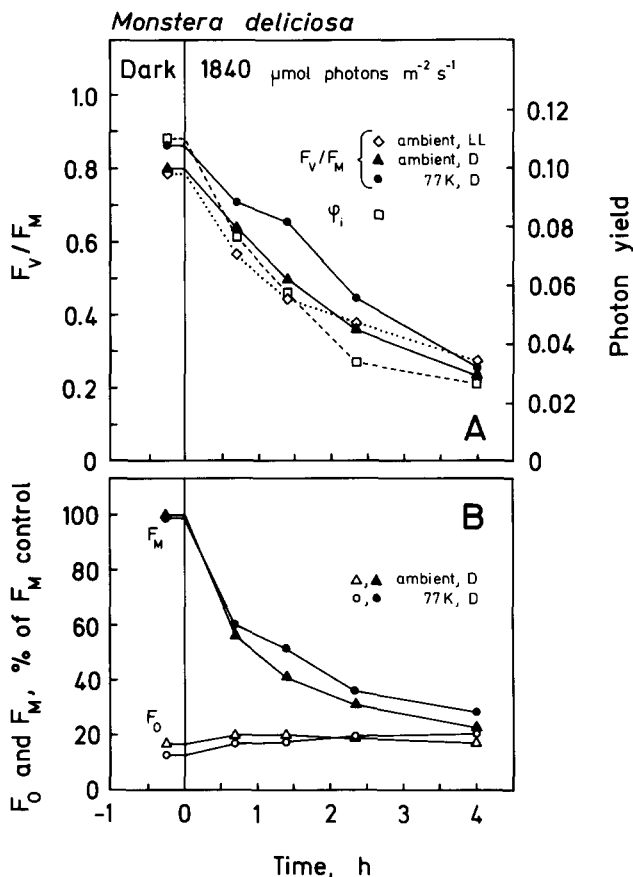 Monstera deliciosa
Dark 1840 μmol photons m⁻² s⁻¹
F_V/F_M
1.0
0.8
0.6
0.4
0.2
0
F_V/F_M
ambient, LL
ambient, D
77K, D
φ_i
0.12
0.10
0.08
0.06
0.04
0.02
0
Photon yield
A
F_O and F_M, % of F_M control
100
80
60
40
20
0
F_M
F_O
B
ambient, D
77K, D
-1 0 1 2 3 4
Time, h